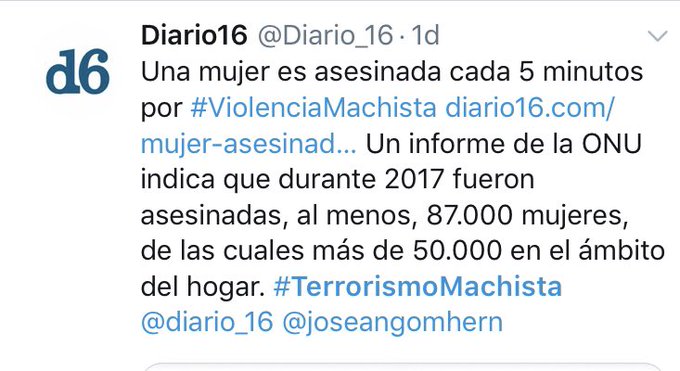 d6
Diario16 @Diario_16 · 1d
Una mujer es asesinada cada 5 minutos
por #ViolenciaMachista diario16.com/
mujer-asesinad... Un informe de la ONU
indica que durante 2017 fueron
asesinadas, al menos, 87.000 mujeres,
de las cuales más de 50.000 en el ámbito
del hogar. #TerrorismoMachista
@diario_16 @joseangomhern